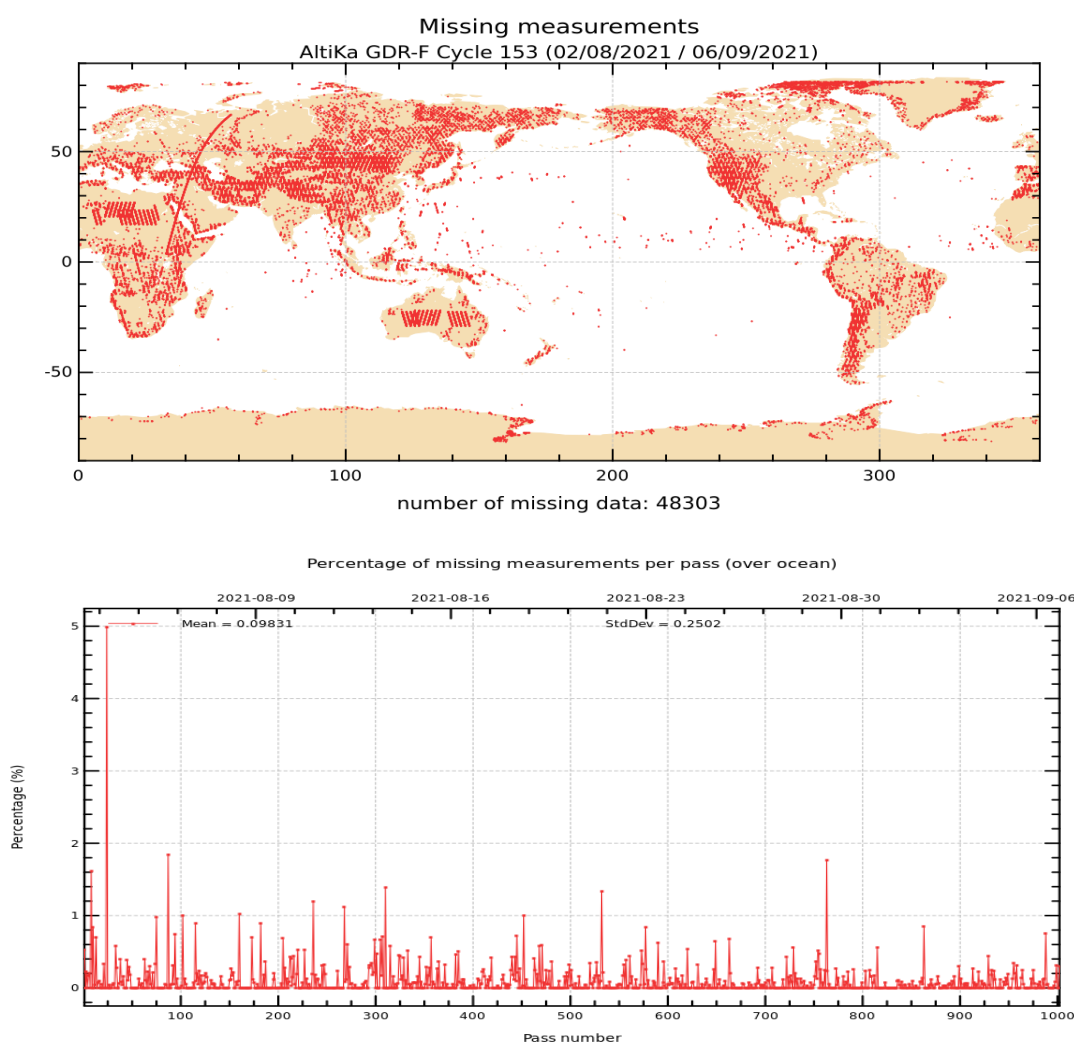 Missing measurements
AltiKa GDR-F Cycle 153 (02/08/2021 / 06/09/2021)
50
0
-50
0 100 200 300
number of missing data: 48303
Percentage of missing measurements per pass (over ocean)
2021-08-09 2021-08-16 2021-08-23 2021-08-30 2021-09-06
Mean = 0.09831 StdDev = 0.2502
5
4
3
2
1
0
Percentage (%)
100 200 300 400 500 600 700 800 900 1000
Pass number